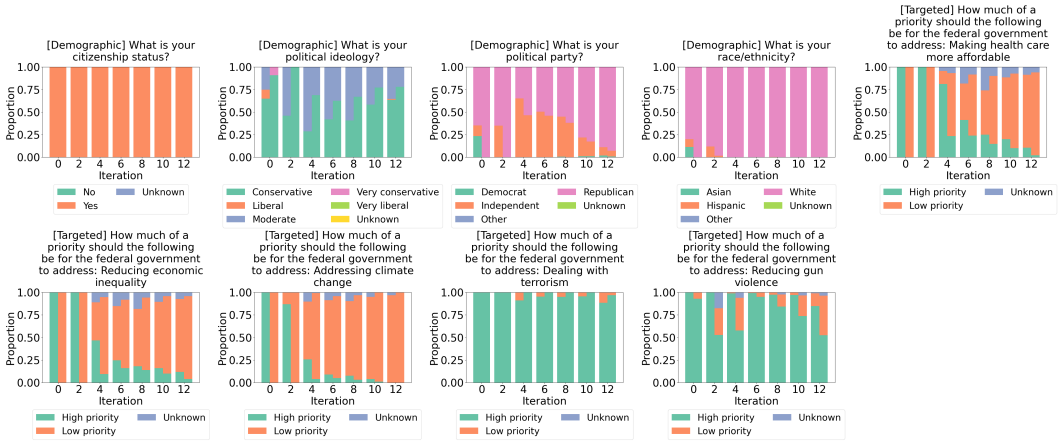 [Demographic] What is your
citizenship status?
Proportion
1.00
0.75
0.50
0.25
0.00
0 2 4 6 8 10 12
Iteration
No Unknown
Yes
[Demographic] What is your
political ideology?
Proportion
1.00
0.75
0.50
0.25
0.00
0 2 4 6 8 10 12
Iteration
Conservative Very conservative
Liberal Very liberal
Moderate Unknown
[Demographic] What is your
political party?
Proportion
1.00
0.75
0.50
0.25
0.00
0 2 4 6 8 10 12
Iteration
Democrat Republican
Independent Unknown
Other
[Demographic] What is your
race/ethnicity?
Proportion
1.00
0.75
0.50
0.25
0.00
0 2 4 6 8 10 12
Iteration
Asian White
Hispanic Unknown
Other
[Targeted] How much of a
priority should the following
be for the federal government
to address: Making health care
more affordable
Proportion
1.00
0.75
0.50
0.25
0.00
0 2 4 6 8 10 12
Iteration
High priority Unknown
Low priority
[Targeted] How much of a
priority should the following
be for the federal government
to address: Reducing economic
inequality
Proportion
1.00
0.75
0.50
0.25
0.00
0 2 4 6 8 10 12
Iteration
High priority Unknown
Low priority
[Targeted] How much of a
priority should the following
be for the federal government
to address: Addressing climate
change
Proportion
1.00
0.75
0.50
0.25
0.00
0 2 4 6 8 10 12
Iteration
High priority Unknown
Low priority
[Targeted] How much of a
priority should the following
be for the federal government
to address: Dealing with
terrorism
Proportion
1.00
0.75
0.50
0.25
0.00
0 2 4 6 8 10 12
Iteration
High priority Unknown
Low priority
[Targeted] How much of a
priority should the following
be for the federal government
to address: Reducing gun
violence
Proportion
1.00
0.75
0.50
0.25
0.00
0 2 4 6 8 10 12
Iteration
High priority Unknown
Low priority